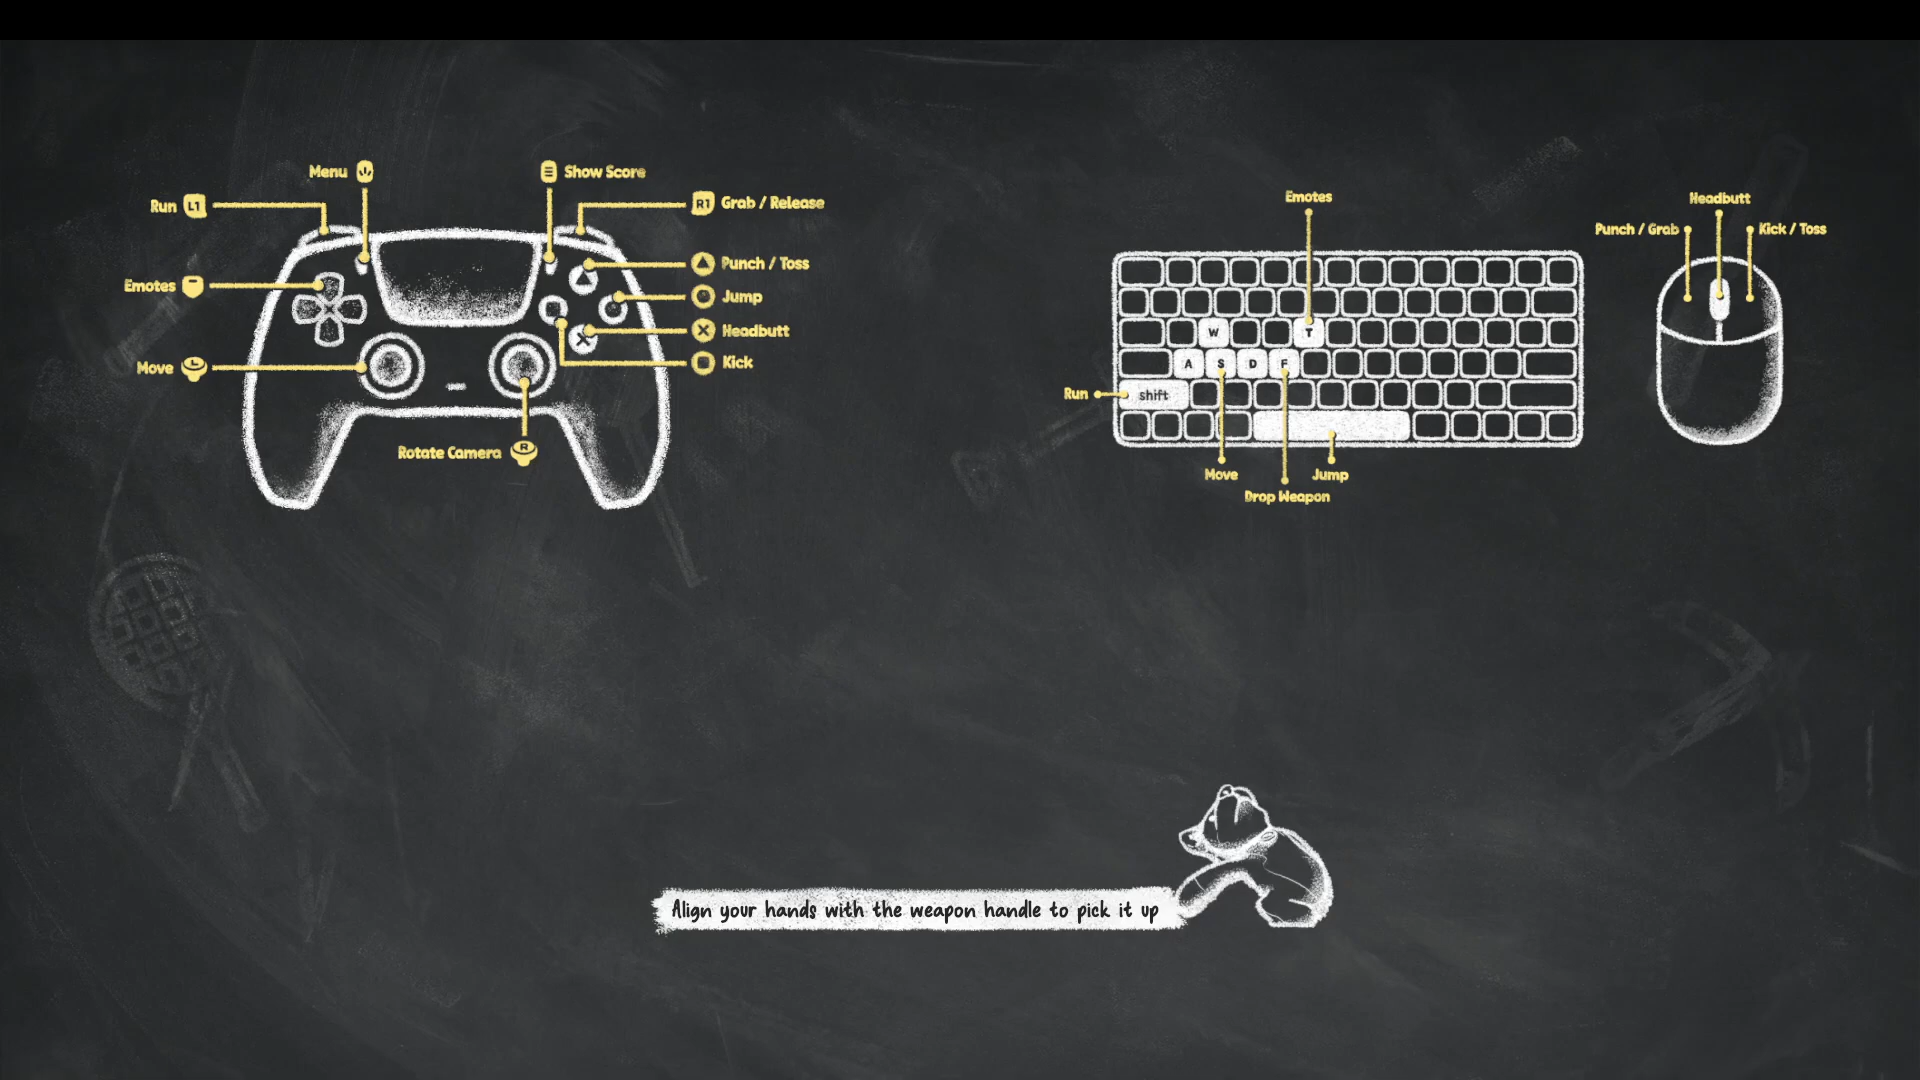 Menu
Show Score
Run L1
R1 Grab / Release
Emotes
Punch / Toss
Jump
Headbutt
Move L
Kick
Rotate Camera R
Emotes
Headbutt
Punch / Grab
Kick / Toss
W
T
A
S
D
F
Run
shift
Move
Jump
Drop Weapon
Align your hands with the weapon handle to pick it up